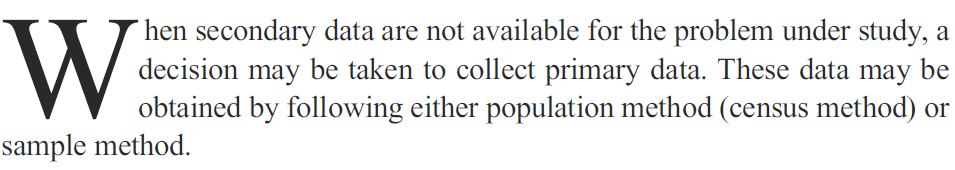 When secondary data are not available for the problem under study, a
decision may be taken to collect primary data. These data may be
obtained by following either population method (census method) or
sample method.